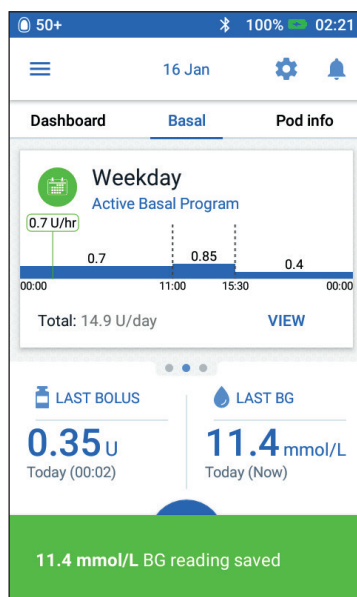 50+ 100% 02:21
16 Jan
Dashboard Basal Pod info
Weekday
Active Basal Program
0.7 U/hr
0.7 0.85 0.4
00:00 11:00 15:30 00:00
Total: 14.9 U/day VIEW
LAST BOLUS LAST BG
0.35 U 11.4 mmol/L
Today (00:02) Today (Now)
11.4 mmol/L BG reading saved